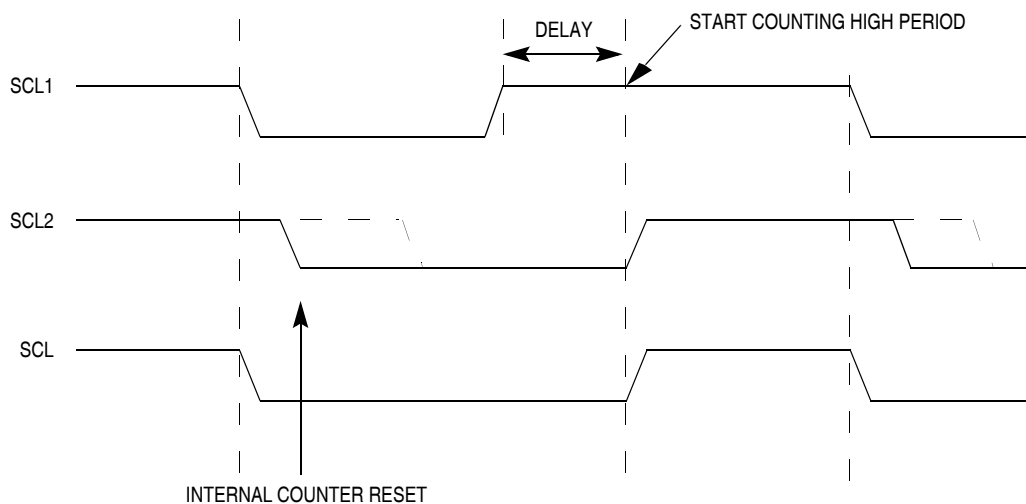 DELAY
START COUNTING HIGH PERIOD
SCL1
SCL2
SCL
INTERNAL COUNTER RESET